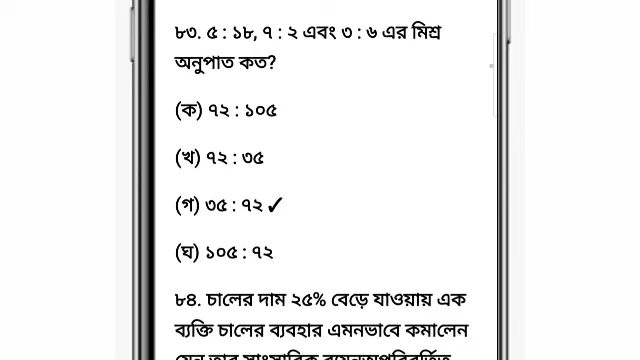 ৮৩. ৫ : ১৮, ৭ : ২ এবং ৩ : ৬ এর মিশ্র
অনুপাত কত?
(ক) ৭২ : ১০৫
(খ) ৭২ : ৩৫
(গ) ৩৫ : ৭২ ✓
(ঘ) ১০৫ : ৭২
৮৪. চালের দাম ২৫% বেড়ে যাওয়ায় এক
ব্যক্তি চালের ব্যবহার এমনভাবে কমালেন
যেন তার সাংসারিক